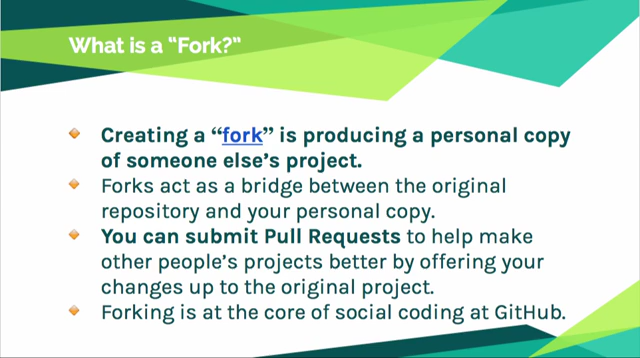 What is a “Fork?”
Creating a “fork” is producing a personal copy
of someone else’s project.
Forks act as a bridge between the original
repository and your personal copy.
You can submit Pull Requests to help make
other people’s projects better by offering your
changes up to the original project.
Forking is at the core of social coding at GitHub.